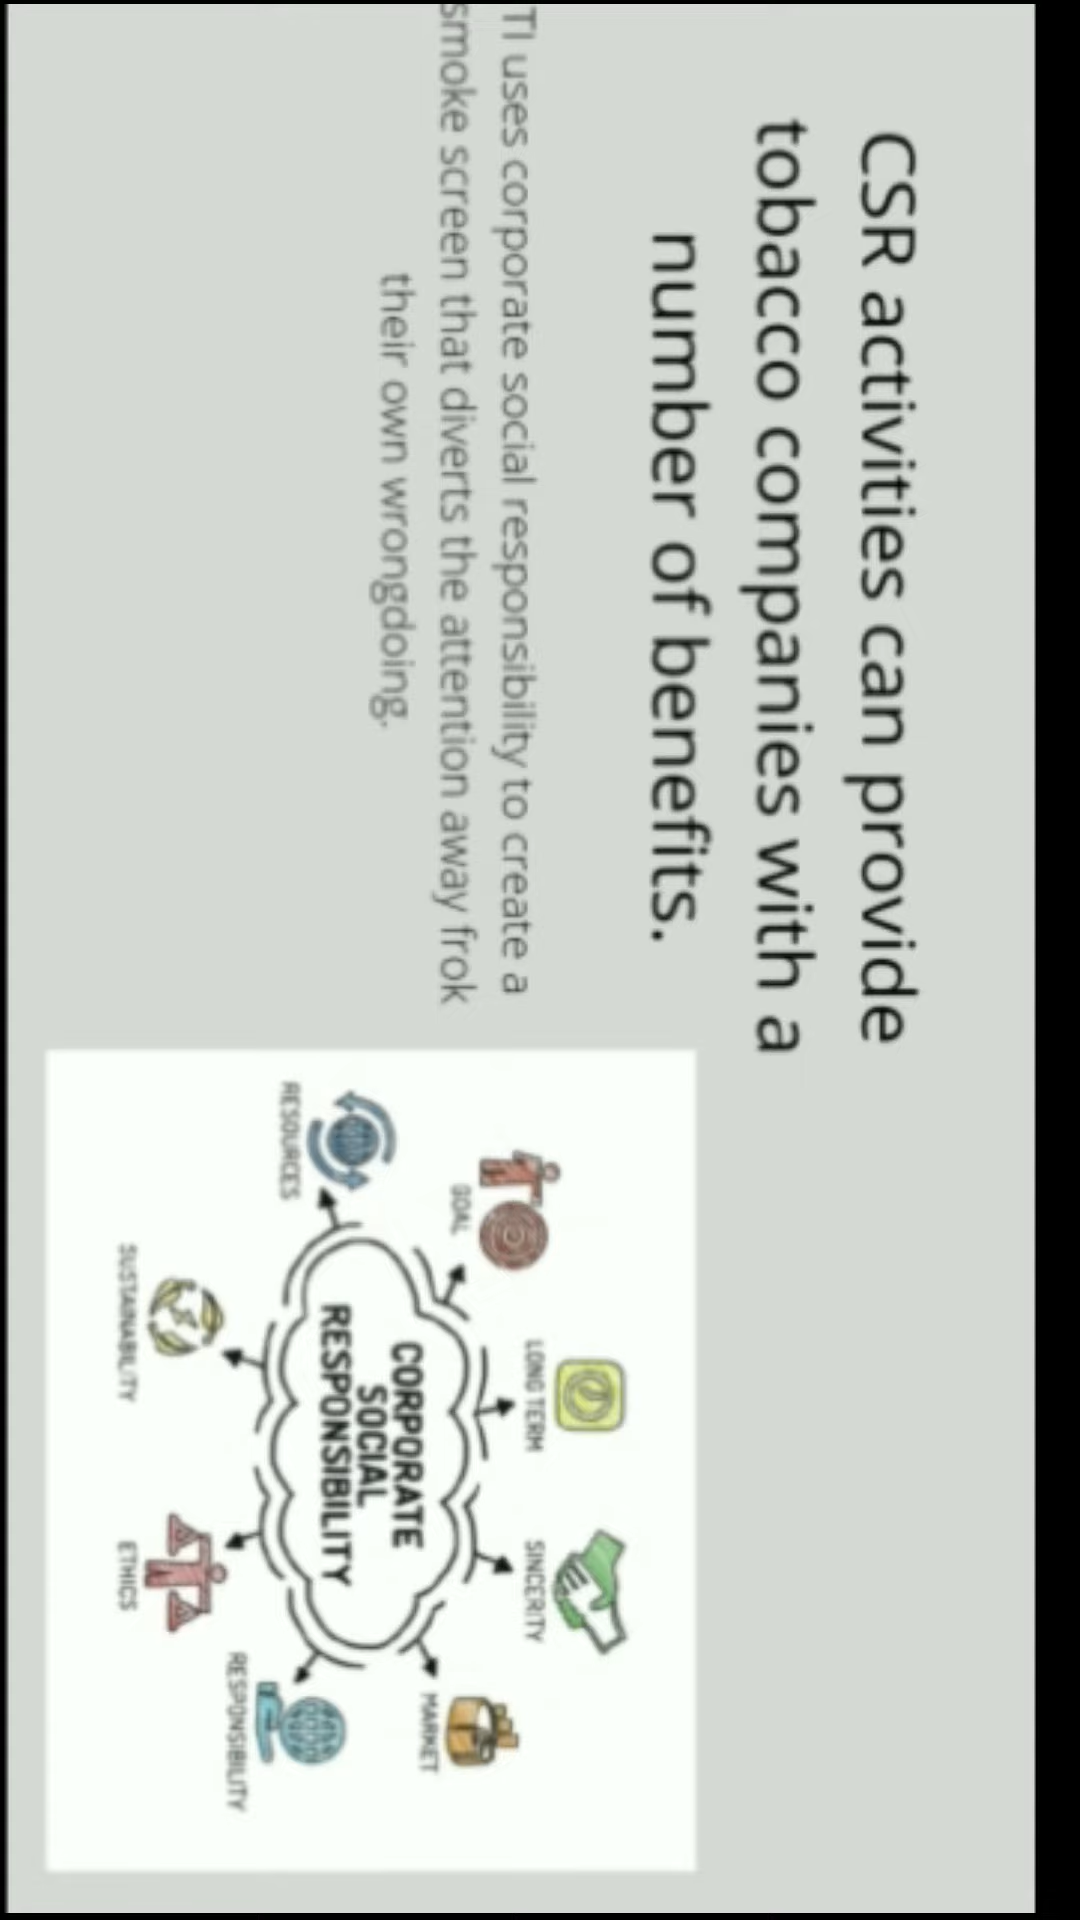 CSR activities can provide
tobacco companies with a
number of benefits.
TI uses corporate social responsibility to create a
smoke screen that diverts the attention away frok
their own wrongdoing.
LONG TERM
SINCERITY
GOAL
MARKET
CORPORATE
SOCIAL
RESPONSIBILITY
RESOURCES
RESPONSIBILITY
SUSTAINABILITY
ETHICS